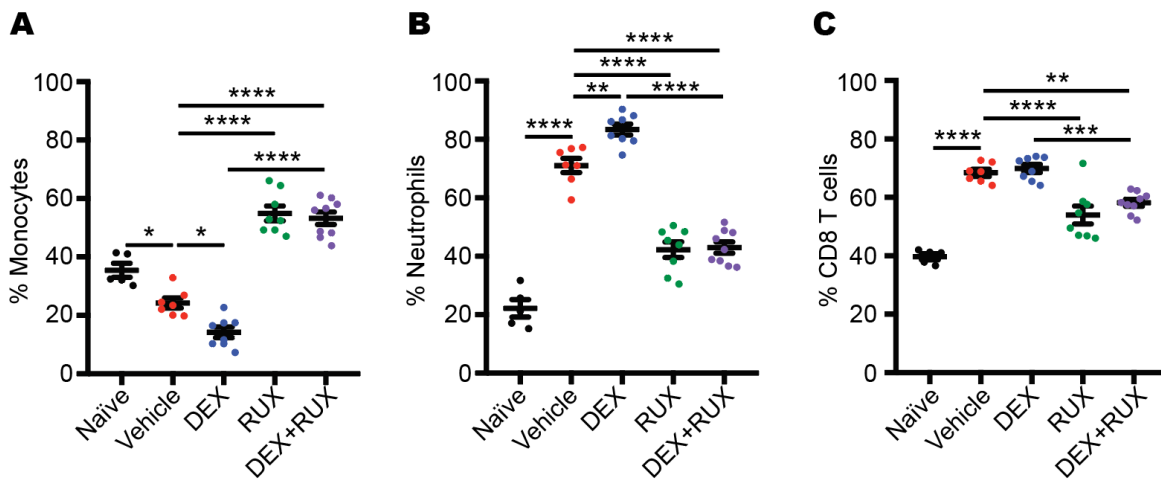 A
% Monocytes
100
80
60
40
20
0
****
****
****
*
*
Naïve
Vehicle
DEX
RUX
DEX+RUX
B
% Neutrophils
100
80
60
40
20
0
****
****
**
****
****
Naïve
Vehicle
DEX
RUX
DEX+RUX
C
% CD8 T cells
100
80
60
40
20
0
**
****
****
***
Naïve
Vehicle
DEX
RUX
DEX+RUX